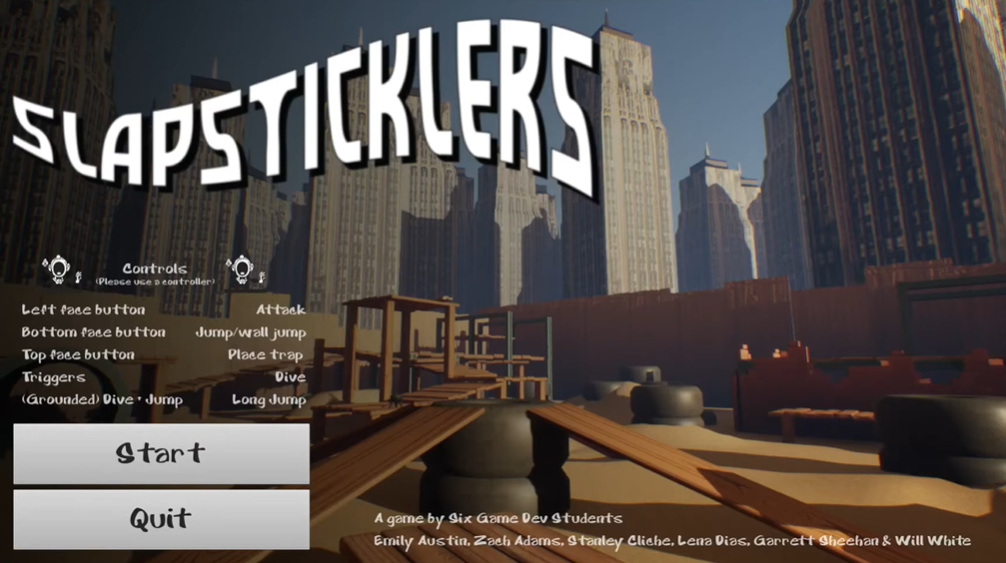 SLAPSTICKLERS
Controls
(Please use a controller)
Left face button Attack
Bottom face button Jump/wall jump
Top face button Place trap
Triggers Dive
(Grounded) Dive + Jump Long Jump
Start
Quit
A game by Six Game Dev Students
Emily Austin, Zach Adams, Stanley Cliche, Lena Dias, Garrett Sheehan & Will White